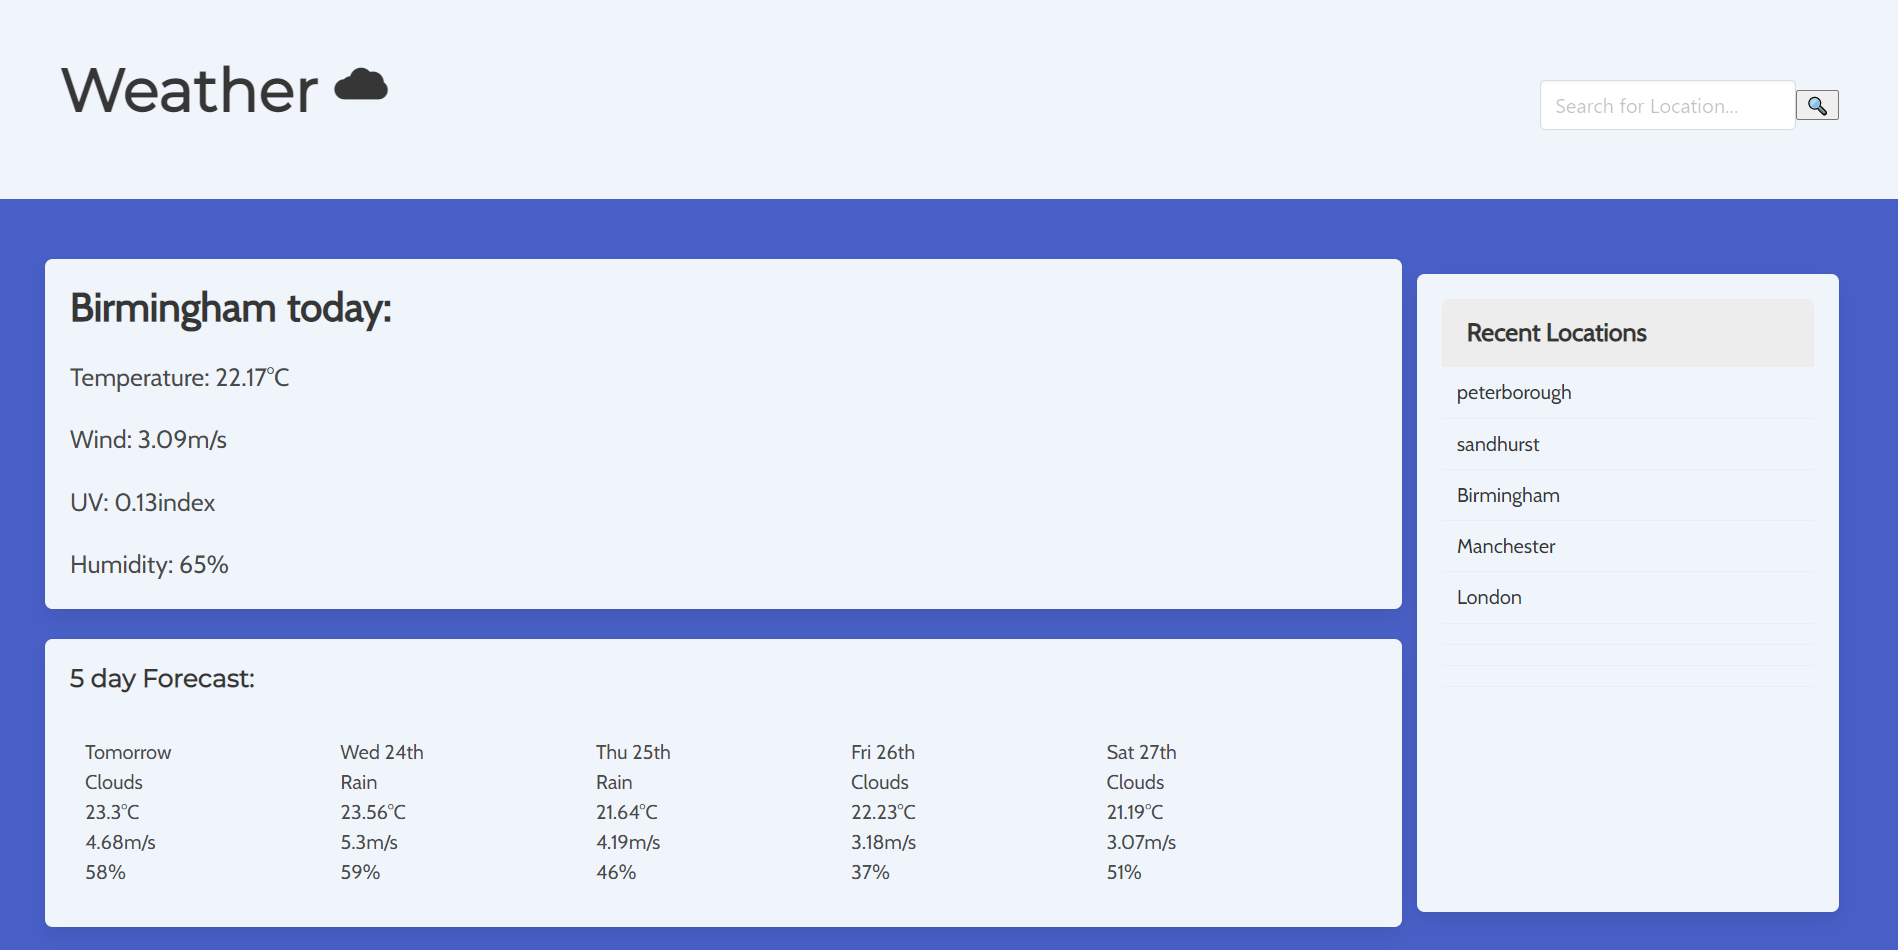 Weather
Search for Location...
Birmingham today:
Temperature: 22.17°C
Wind: 3.09m/s
UV: 0.13index
Humidity: 65%
Recent Locations
peterborough
sandhurst
Birmingham
Manchester
London
5 day Forecast:
Tomorrow
Clouds
23.3°C
4.68m/s
58%
Wed 24th
Rain
23.56°C
5.3m/s
59%
Thu 25th
Rain
21.64°C
4.19m/s
46%
Fri 26th
Clouds
22.23°C
3.18m/s
37%
Sat 27th
Clouds
21.19°C
3.07m/s
51%